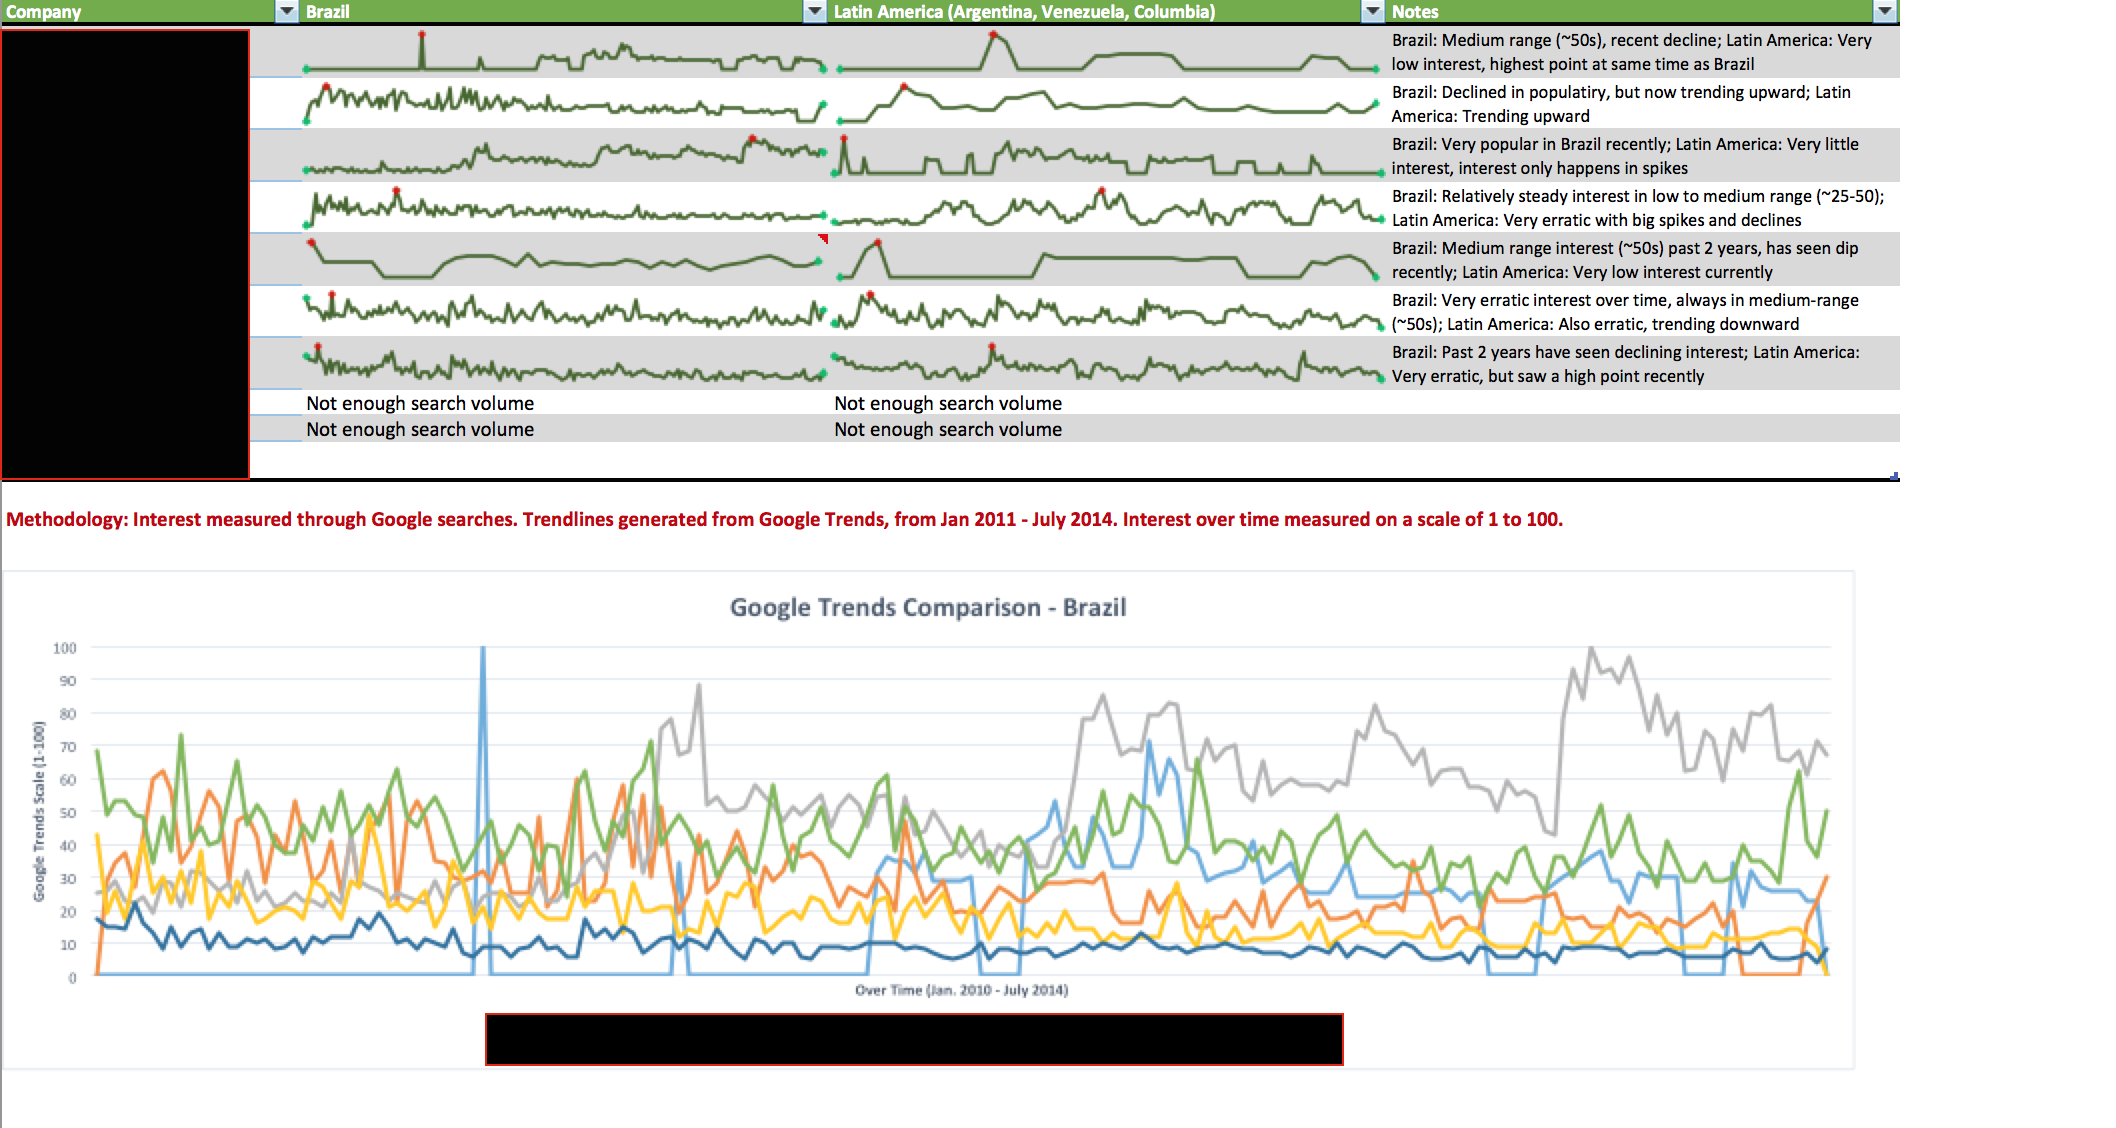 Company Brazil Latin America (Argentina, Venezuela, Columbia) Notes
Brazil: Medium range (~50s), recent decline; Latin America: Very
low interest, highest point at same time as Brazil
Brazil: Declined in populatiry, but now trending upward; Latin
America: Trending upward
Brazil: Very popular in Brazil recently; Latin America: Very little
interest, interest only happens in spikes
Brazil: Relatively steady interest in low to medium range (~25-50);
Latin America: Very erratic with big spikes and declines
Brazil: Medium range interest (~50s) past 2 years, has seen dip
recently; Latin America: Very low interest currently
Brazil: Very erratic interest over time, always in medium-range
(~50s); Latin America: Also erratic, trending downward
Brazil: Past 2 years have seen declining interest; Latin America:
Very erratic, but saw a high point recently
Not enough search volume Not enough search volume
Not enough search volume Not enough search volume
Methodology: Interest measured through Google searches. Trendlines generated from Google Trends, from Jan 2011 - July 2014. Interest over time measured on a scale of 1 to 100.
Google Trends Comparison - Brazil
Google Trends Scale (1-100)
100
90
80
70
60
50
40
30
20
10
0
Over Time (Jan. 2010 - July 2014)